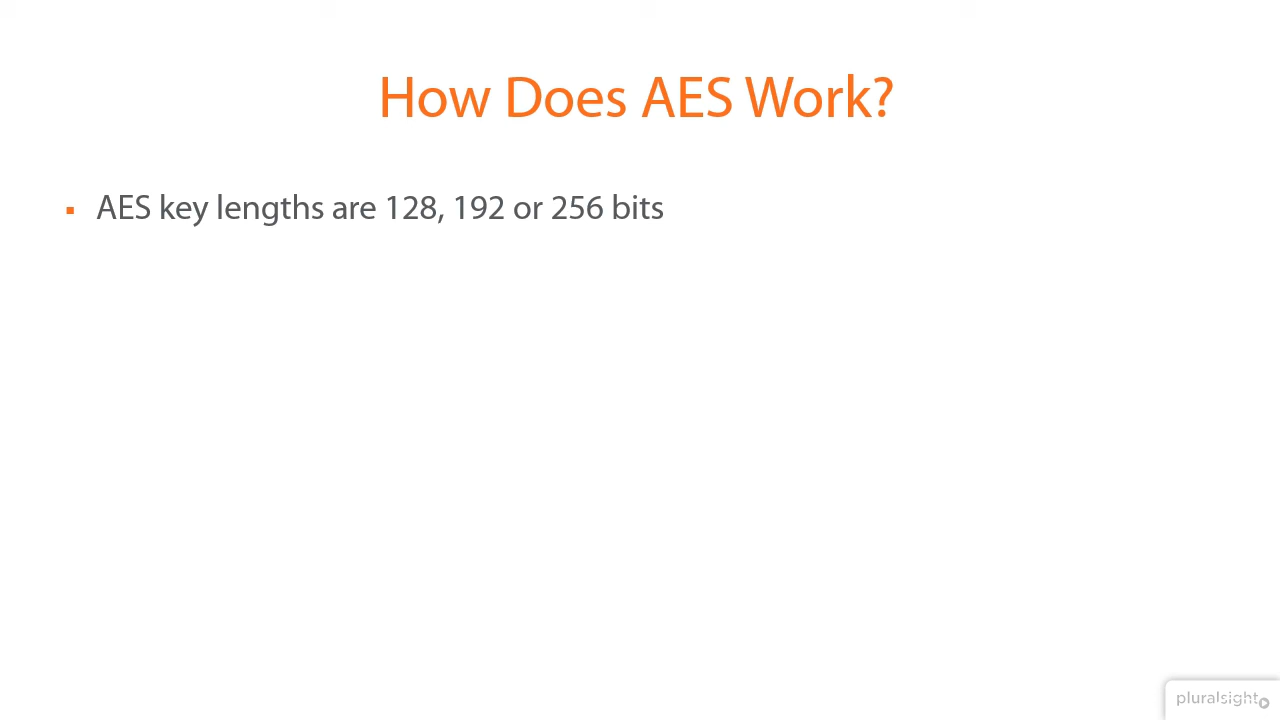 How Does AES Work?
▪ AES key lengths are 128, 192 or 256 bits
pluralsight